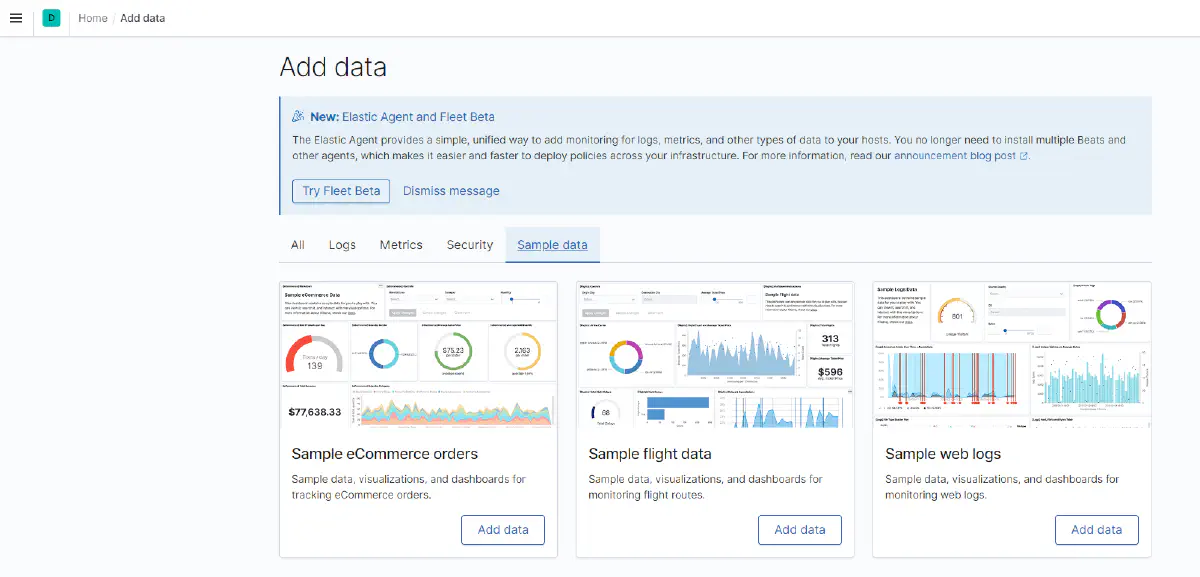 D Home / Add data
Add data
New: Elastic Agent and Fleet Beta
The Elastic Agent provides a simple, unified way to add monitoring for logs, metrics, and other types of data to your hosts. You no longer need to install multiple Beats and
other agents, which makes it easier and faster to deploy policies across your infrastructure. For more information, read our announcement blog post.
Try Fleet Beta Dismiss message
All Logs Metrics Security Sample data
Sample eCommerce Data
139
$75.23
2,163
$77,638.33
Sample Flight data
313
$596
68
Sample Logs Data
801
Sample eCommerce orders
Sample data, visualizations, and dashboards for
tracking eCommerce orders.
Add data
Sample flight data
Sample data, visualizations, and dashboards for
monitoring flight routes.
Add data
Sample web logs
Sample data, visualizations, and dashboards for
monitoring web logs.
Add data